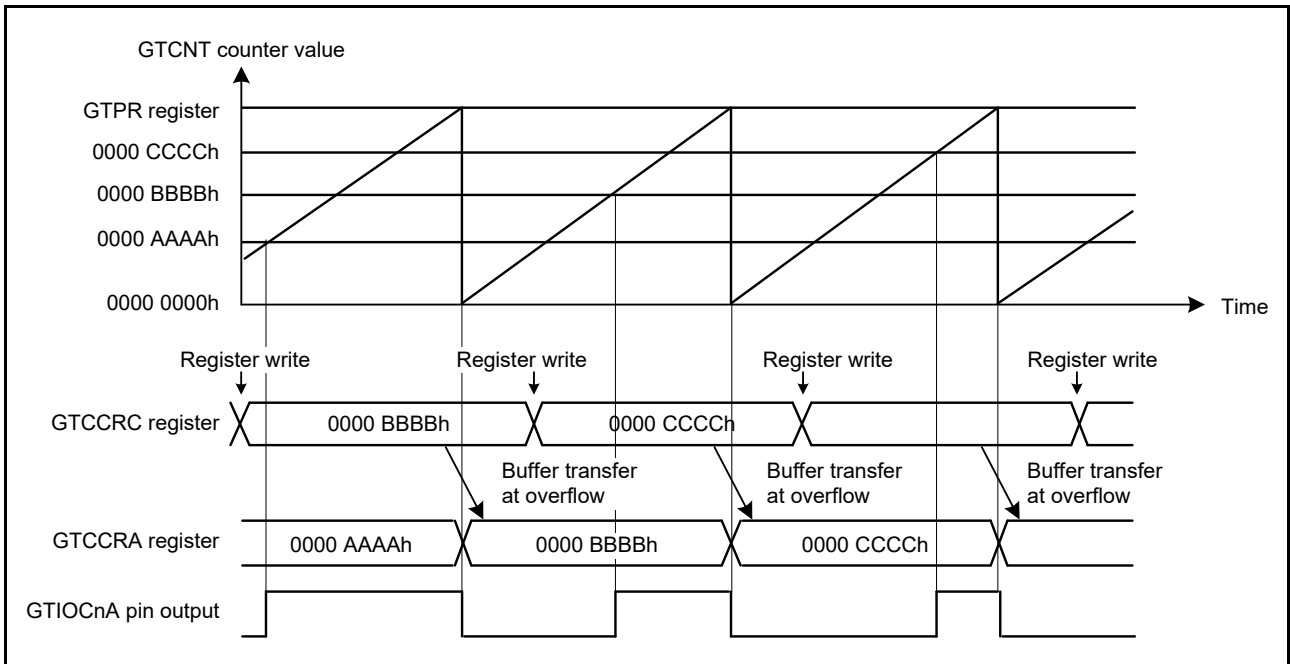 GTCNT counter value
GTPR register
0000 CCCCh
0000 BBBBh
0000 AAAAh
0000 0000h
Time
Register write Register write Register write Register write
GTCCRC register 0000 BBBBh 0000 CCCCh
Buffer transfer Buffer transfer Buffer transfer
at overflow at overflow at overflow
GTCCRA register 0000 AAAAh 0000 BBBBh 0000 CCCCh
GTIOCnA pin output